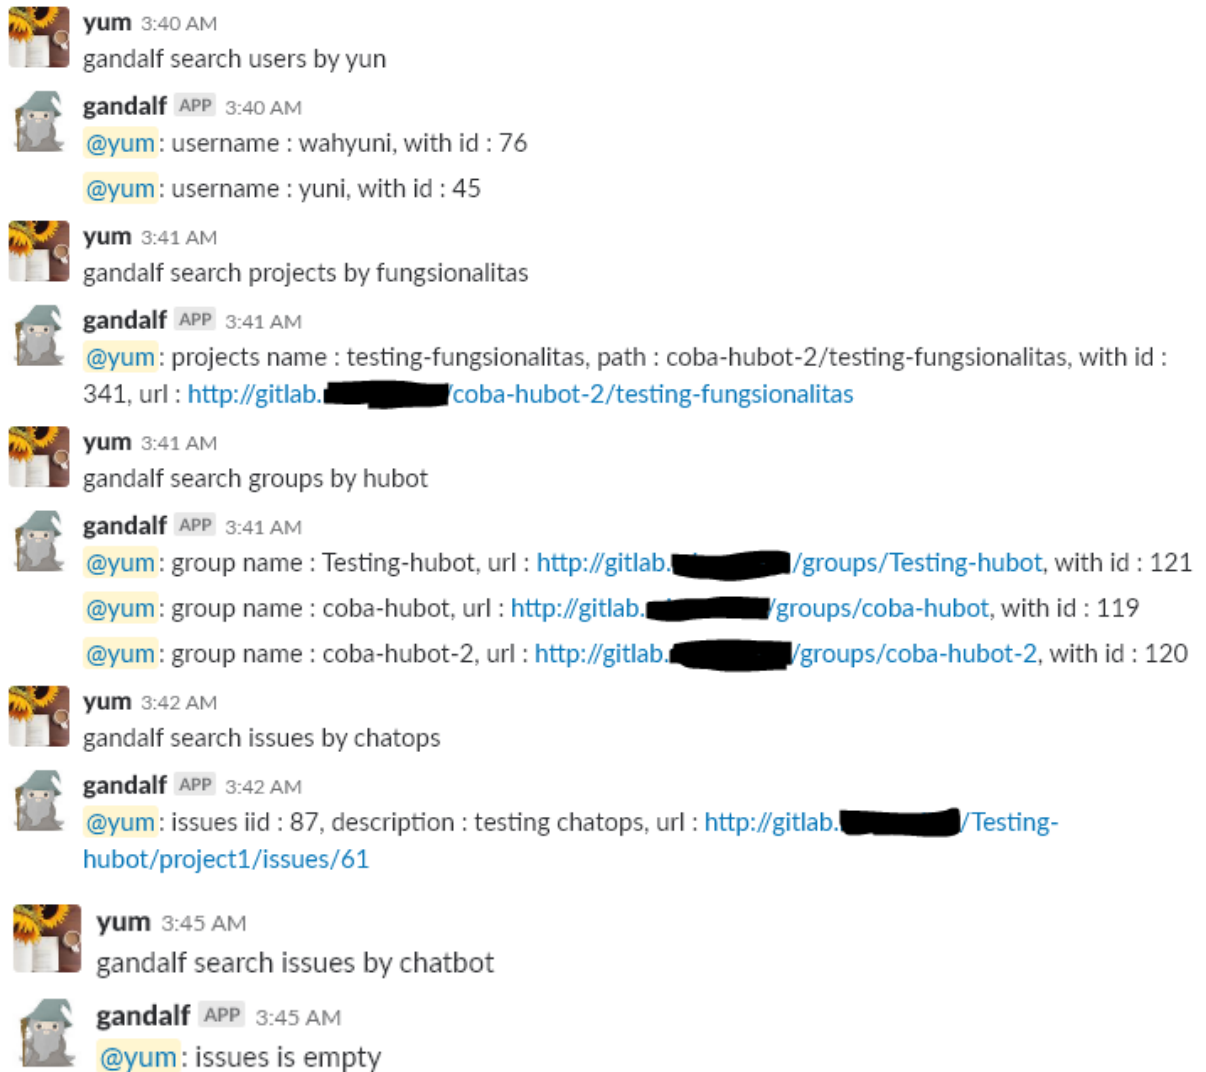 yum 3:40 AM
gandalf search users by yun
gandalf APP 3:40 AM
@yum: username : wahyuni, with id : 76
@yum: username : yuni, with id : 45
yum 3:41 AM
gandalf search projects by fungsionalitas
gandalf APP 3:41 AM
@yum: projects name : testing-fungsionalitas, path : coba-hubot-2/testing-fungsionalitas, with id :
341, url : http://gitlab. /coba-hubot-2/testing-fungsionalitas
yum 3:41 AM
gandalf search groups by hubot
gandalf APP 3:41 AM
@yum: group name : Testing-hubot, url : http://gitlab. /groups/Testing-hubot, with id : 121
@yum: group name : coba-hubot, url : http://gitlab. /groups/coba-hubot, with id : 119
@yum: group name : coba-hubot-2, url : http://gitlab. /groups/coba-hubot-2, with id : 120
yum 3:42 AM
gandalf search issues by chatops
gandalf APP 3:42 AM
@yum: issues iid : 87, description : testing chatops, url : http://gitlab. /Testing-
hubot/project1/issues/61
yum 3:45 AM
gandalf search issues by chatbot
gandalf APP 3:45 AM
@yum: issues is empty